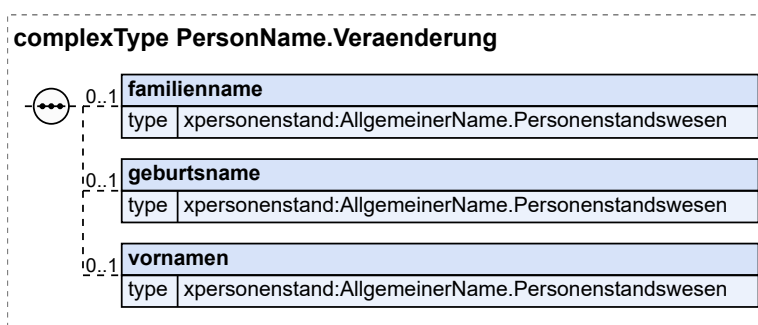 complexType PersonName.Veraenderung
0..1 familienname
type xpersonenstand:AllgemeinerName.Personenstandswesen
0..1 geburtsname
type xpersonenstand:AllgemeinerName.Personenstandswesen
0..1 vornamen
type xpersonenstand:AllgemeinerName.Personenstandswesen